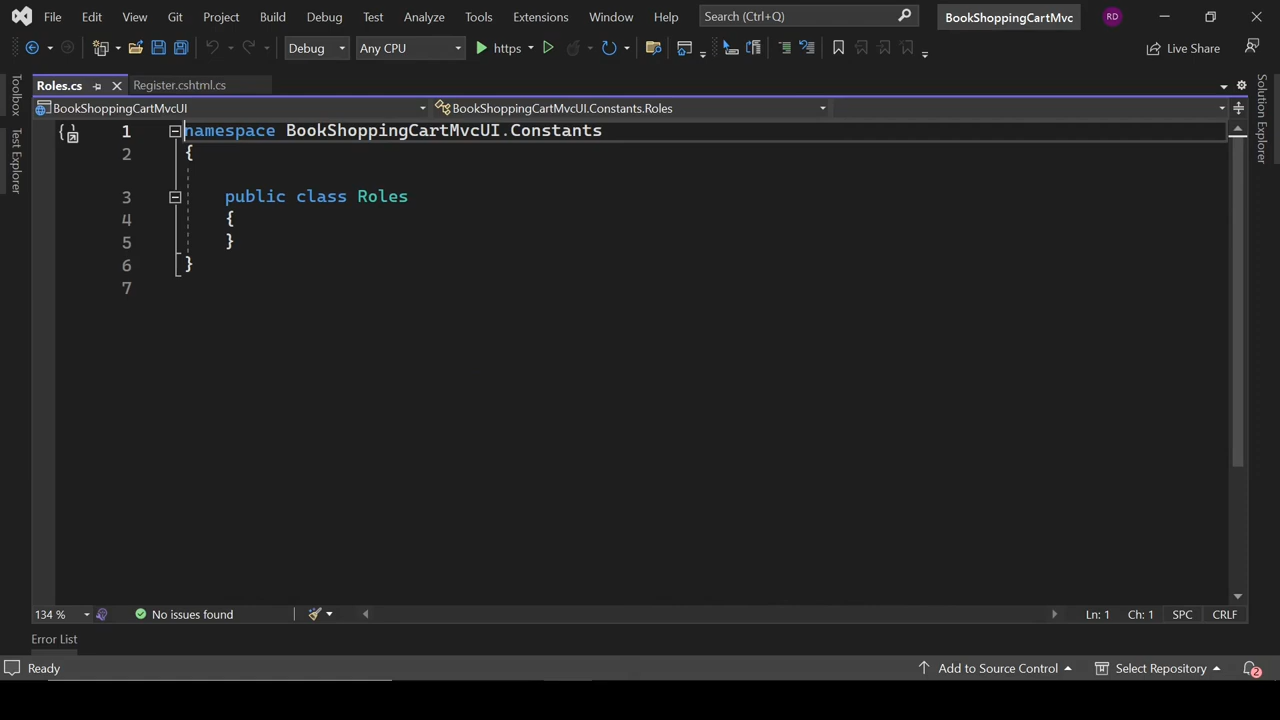 File Edit View Git Project Build Debug Test Analyze Tools Extensions Window Help Search (Ctrl+Q) BookShoppingCartMvc RD
Debug Any CPU https Live Share
Roles.cs Register.cshtml.cs
BookShoppingCartMvcUI BookShoppingCartMvcUI.Constants.Roles
Toolbox
Test Explorer
Solution Explorer
1 namespace BookShoppingCartMvcUI.Constants
2 {
3 public class Roles
4 {
5 }
6 }
7
134 % No issues found Ln: 1 Ch: 1 SPC CRLF
Error List
Ready Add to Source Control Select Repository 2